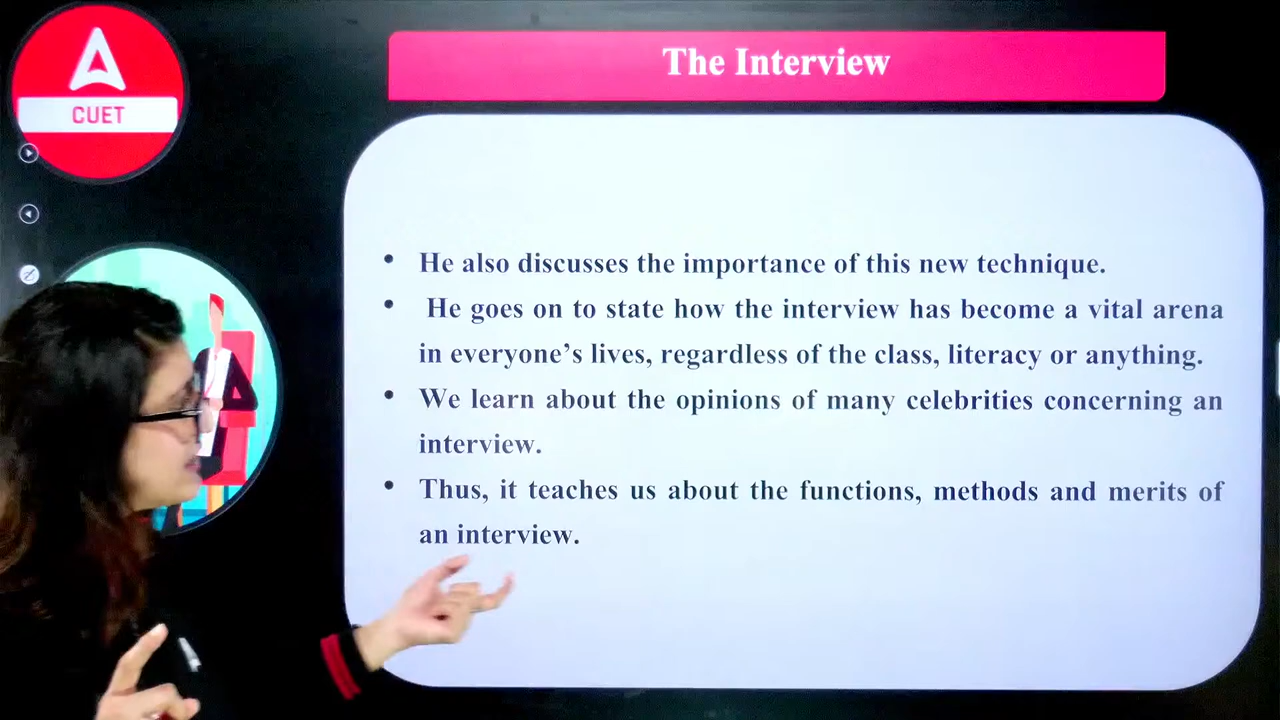 CUET
The Interview
• He also discusses the importance of this new technique.
• He goes on to state how the interview has become a vital arena
in everyone's lives, regardless of the class, literacy or anything.
• We learn about the opinions of many celebrities concerning an
interview.
• Thus, it teaches us about the functions, methods and merits of
an interview.